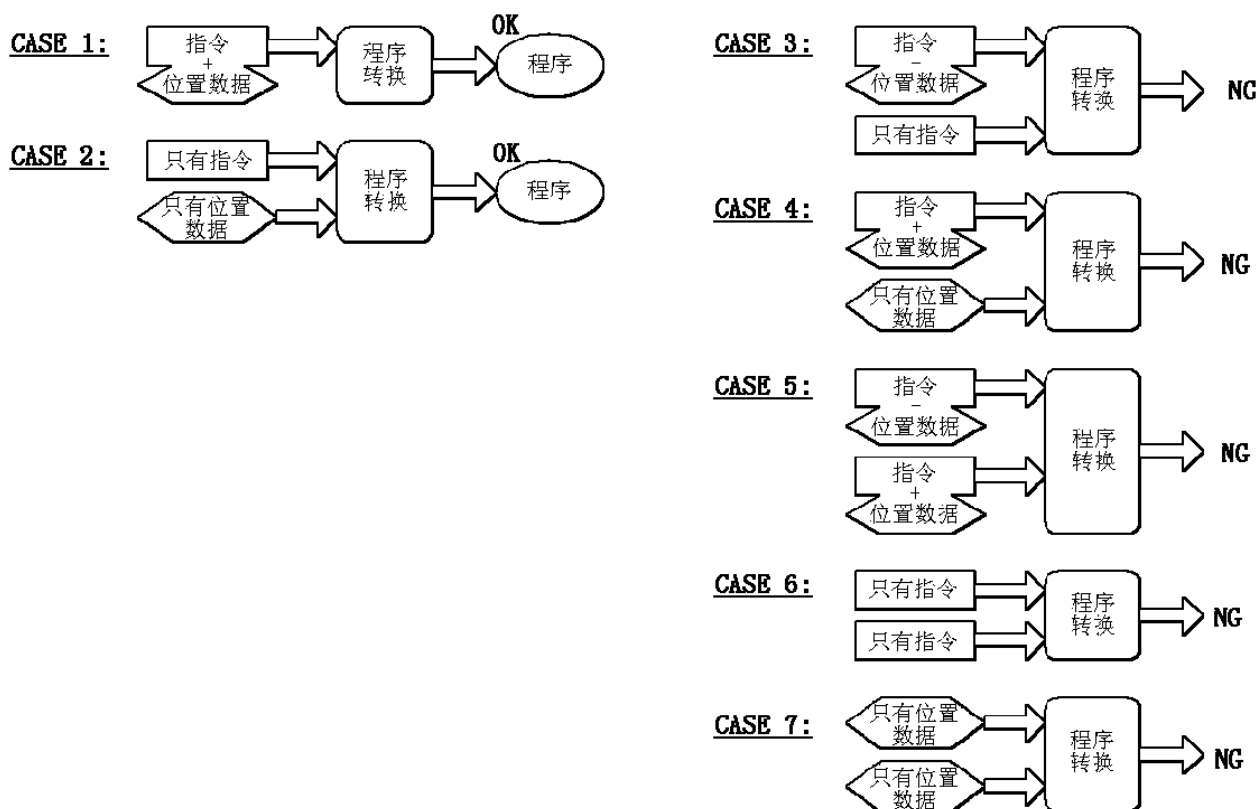 CASE 1:
指令
+
位置数据
程序
转换
OK
程序
CASE 2:
只有指令
只有位置
数据
程序
转换
OK
程序
CASE 3:
指令
-
位置数据
只有指令
程序
转换
NG
CASE 4:
指令
+
位置数据
只有位置
数据
程序
转换
NG
CASE 5:
指令
-
位置数据
指令
+
位置数据
程序
转换
NG
CASE 6:
只有指令
只有指令
程序
转换
NG
CASE 7:
只有位置
数据
只有位置
数据
程序
转换
NG